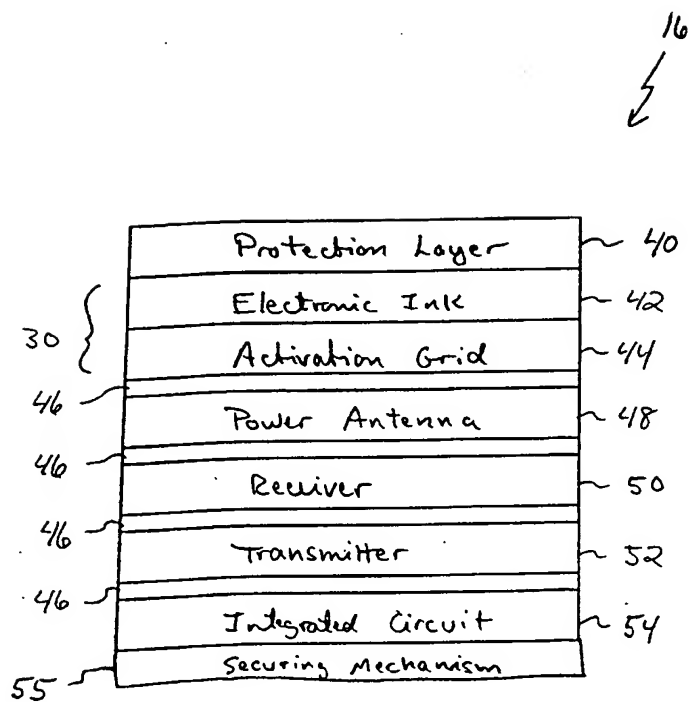 16
Protection Layer 40
Electronic Ink 42
30
Activation Grid 44
46
Power Antenna 48
46
Receiver 50
46
Transmitter 52
46
Integrated Circuit 54
Securing Mechanism
55